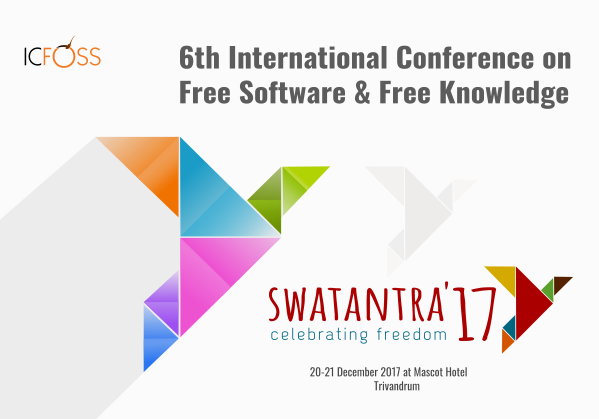 ICFOSS
6th International Conference on
Free Software & Free Knowledge
SWATANTRA'17
celebrating freedom
20-21 December 2017 at Mascot Hotel
Trivandrum